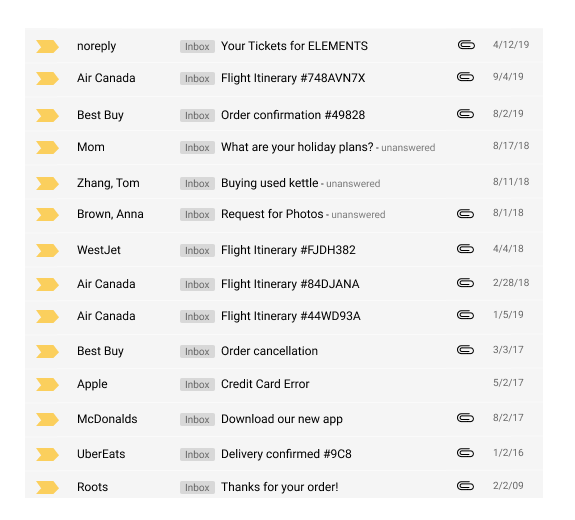 noreply Inbox Your Tickets for ELEMENTS 4/12/19
Air Canada Inbox Flight Itinerary #748AVN7X 9/4/19
Best Buy Inbox Order confirmation #49828 8/2/19
Mom Inbox What are your holiday plans? - unanswered 8/17/18
Zhang, Tom Inbox Buying used kettle - unanswered 8/11/18
Brown, Anna Inbox Request for Photos - unanswered 8/1/18
WestJet Inbox Flight Itinerary #FJDH382 4/4/18
Air Canada Inbox Flight Itinerary #84DJANA 2/28/18
Air Canada Inbox Flight Itinerary #44WD93A 1/5/19
Best Buy Inbox Order cancellation 3/3/17
Apple Inbox Credit Card Error 5/2/17
McDonalds Inbox Download our new app 8/2/17
UberEats Inbox Delivery confirmed #9C8 1/2/16
Roots Inbox Thanks for your order! 2/2/09